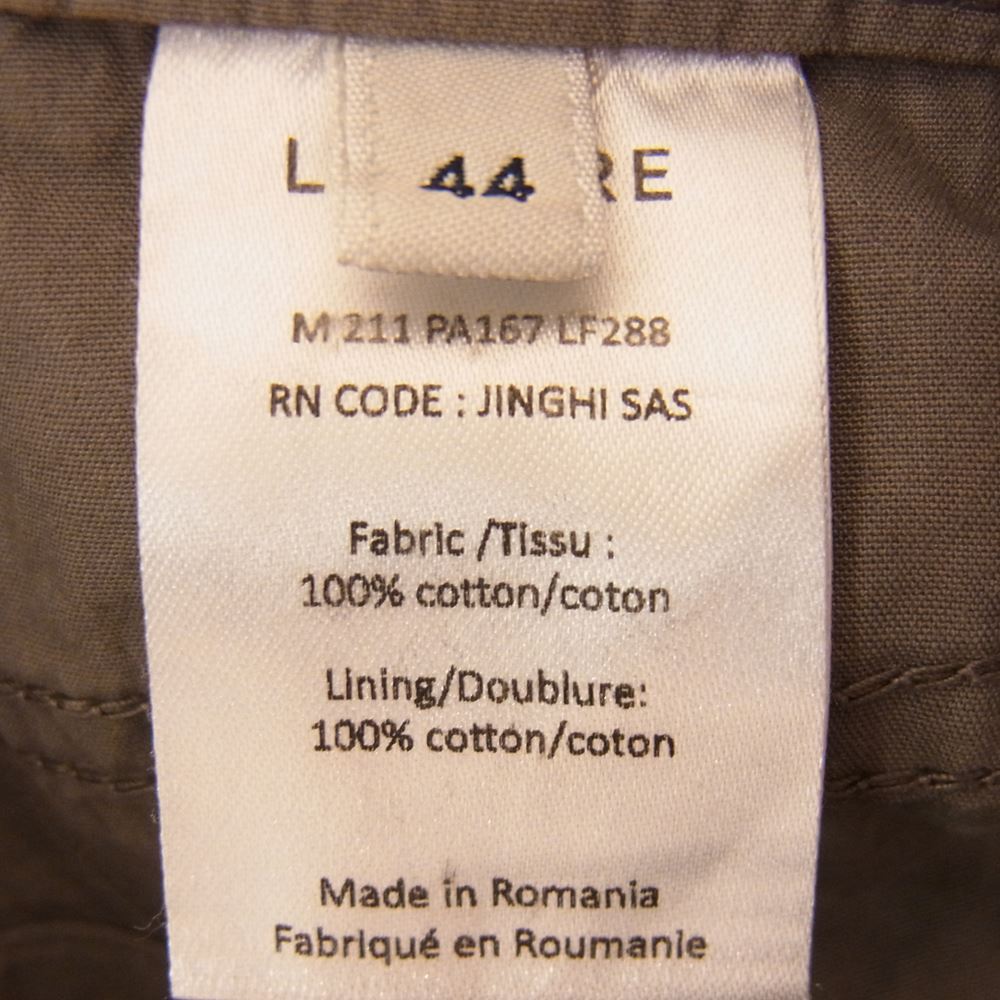 44
M 211 PA167 LF288
RN CODE : JINGHI SAS
Fabric /Tissu :
100% cotton/coton
Lining/Doublure:
100% cotton/coton
Made in Romania
Fabriqué en Roumanie